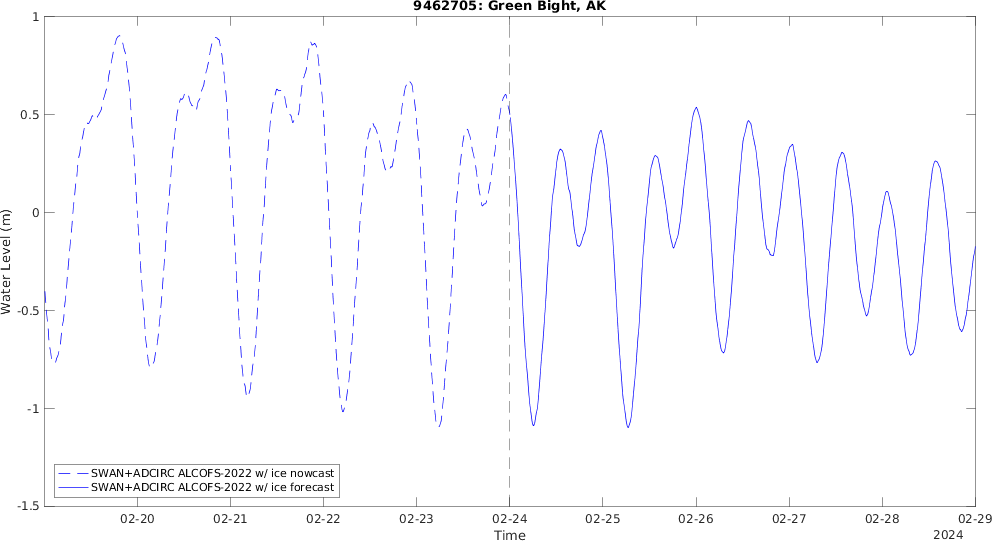 9462705: Green Bight, AK
Water Level (m)
1
0.5
0
-0.5
-1
-1.5
SWAN+ADCIRC ALCOFS-2022 w/ ice nowcast
SWAN+ADCIRC ALCOFS-2022 w/ ice forecast
02-20 02-21 02-22 02-23 02-24 02-25 02-26 02-27 02-28 02-29
Time
2024